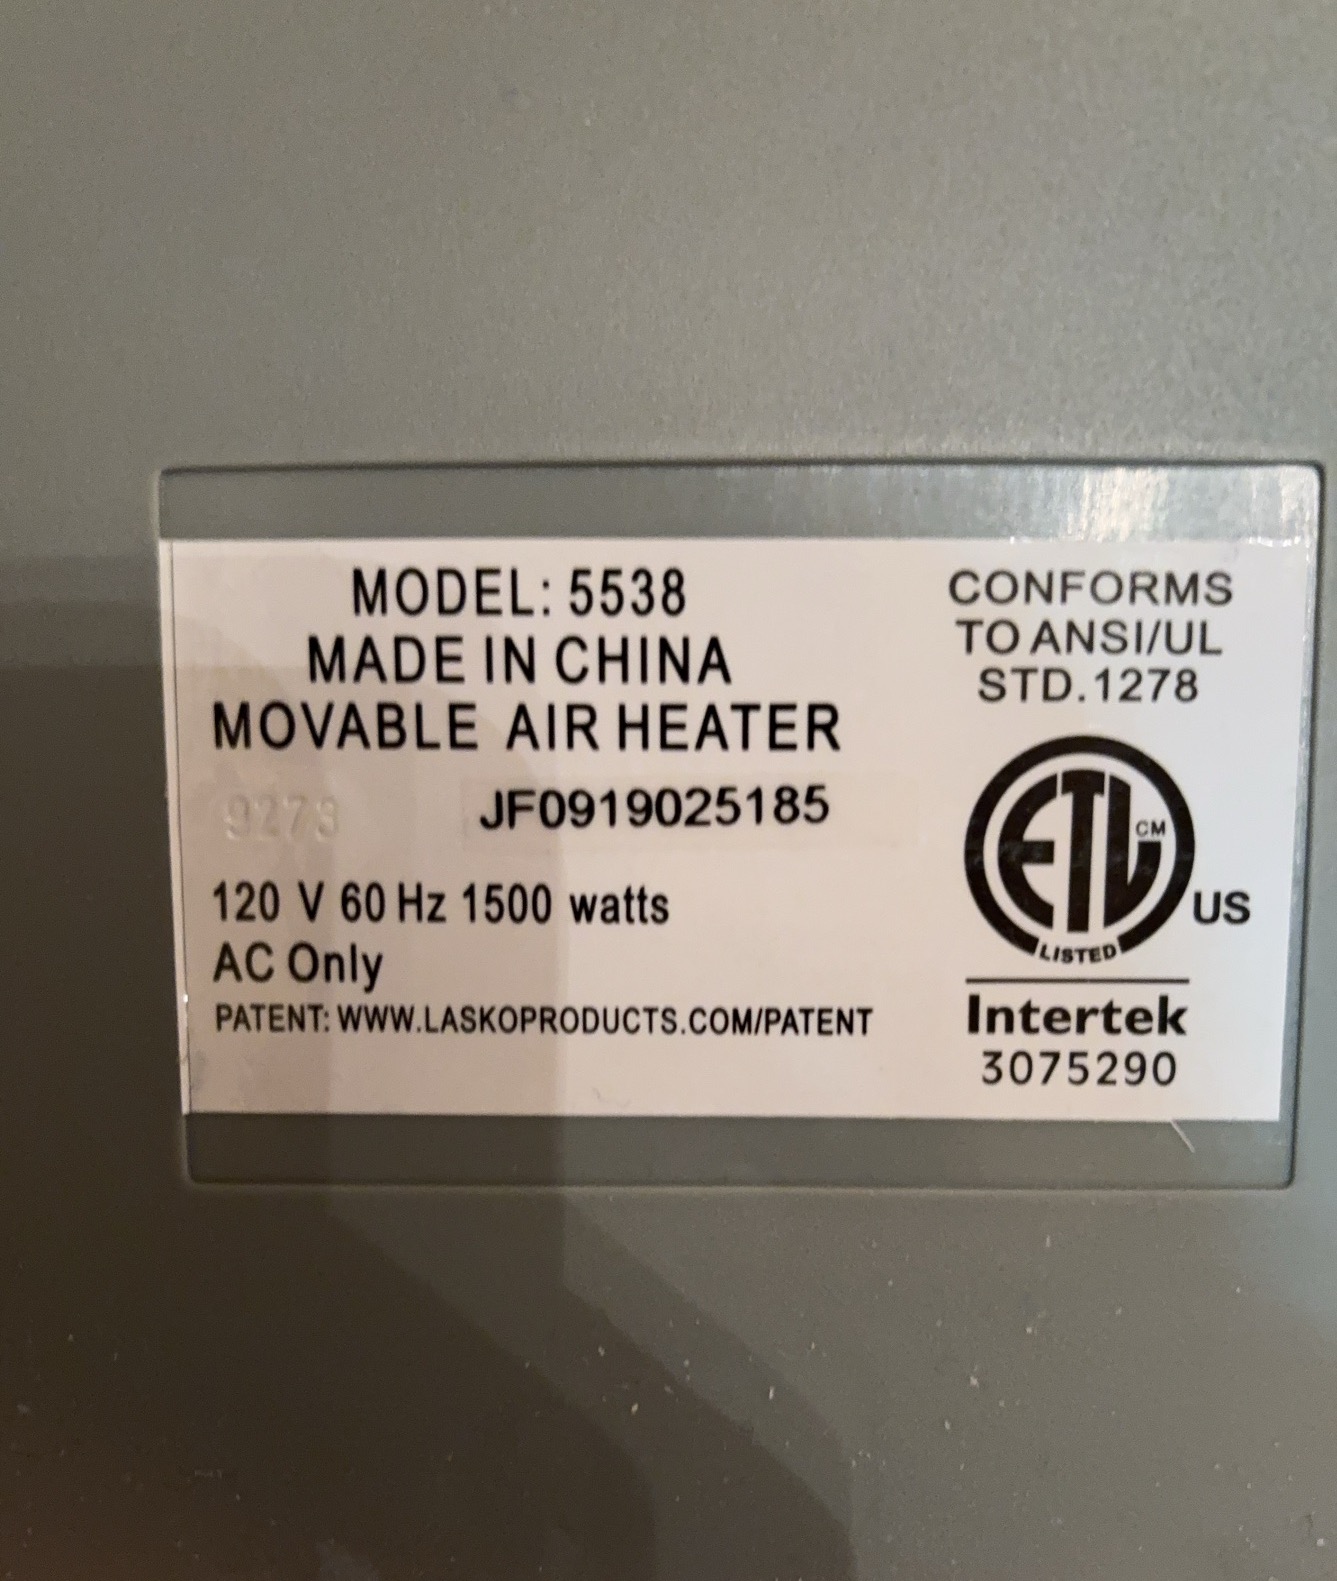 MODEL: 5538
MADE IN CHINA
MOVABLE AIR HEATER
9273 JF0919025185
120 V 60 Hz 1500 watts
AC Only
PATENT: WWW.LASKOPRODUCTS.COM/PATENT
CONFORMS
TO ANSI/UL
STD.1278
ETL CM
US
LISTED
Intertek
3075290